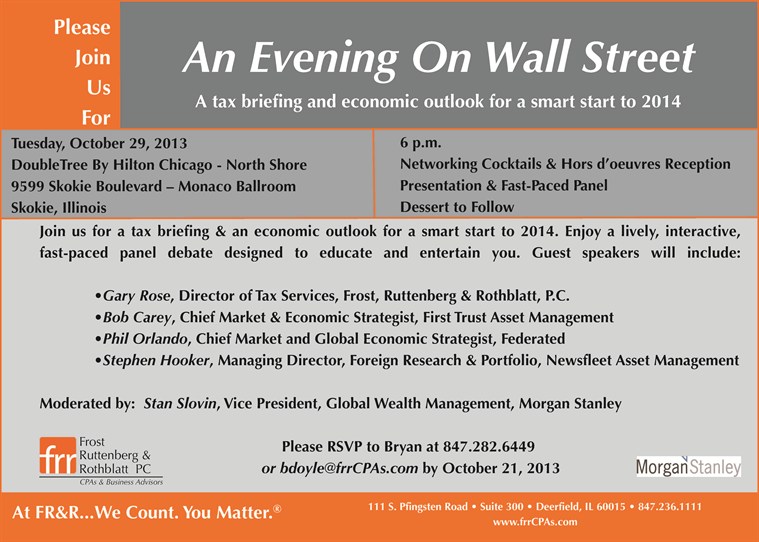 Please
Join
Us
For
An Evening On Wall Street
A tax briefing and economic outlook for a smart start to 2014
Tuesday, October 29, 2013
DoubleTree By Hilton Chicago - North Shore
9599 Skokie Boulevard – Monaco Ballroom
Skokie, Illinois
6 p.m.
Networking Cocktails & Hors d’oeuvres Reception
Presentation & Fast-Paced Panel
Dessert to Follow
Join us for a tax briefing & an economic outlook for a smart start to 2014. Enjoy a lively, interactive,
fast-paced panel debate designed to educate and entertain you. Guest speakers will include:
•Gary Rose, Director of Tax Services, Frost, Ruttenberg & Rothblatt, P.C.
•Bob Carey, Chief Market & Economic Strategist, First Trust Asset Management
•Phil Orlando, Chief Market and Global Economic Strategist, Federated
•Stephen Hooker, Managing Director, Foreign Research & Portfolio, Newsfleet Asset Management
Moderated by: Stan Slovin, Vice President, Global Wealth Management, Morgan Stanley
frr
Frost
Ruttenberg &
Rothblatt PC
CPAs & Business Advisors
Please RSVP to Bryan at 847.282.6449
or bdoyle@frrCPAs.com by October 21, 2013
Morgan Stanley
At FR&R...We Count. You Matter.®
111 S. Pfingsten Road • Suite 300 • Deerfield, IL 60015 • 847.236.1111
www.frrCPAs.com